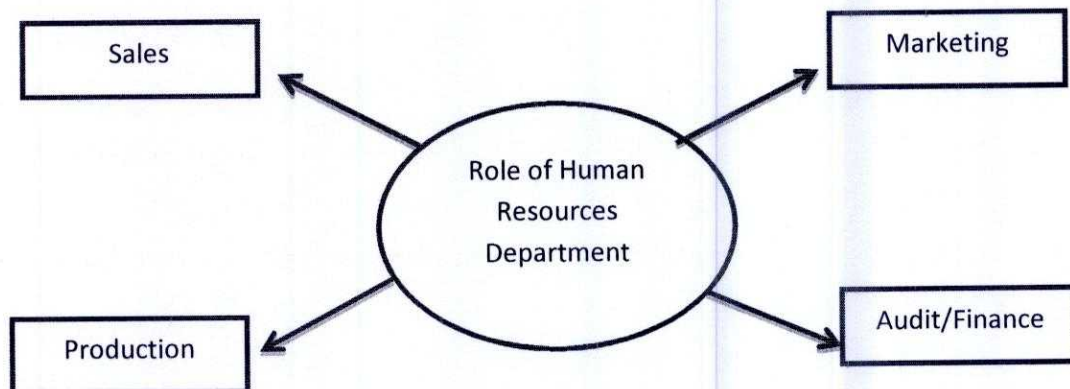 Sales
Marketing
Role of Human
Resources
Department
Production
Audit/Finance